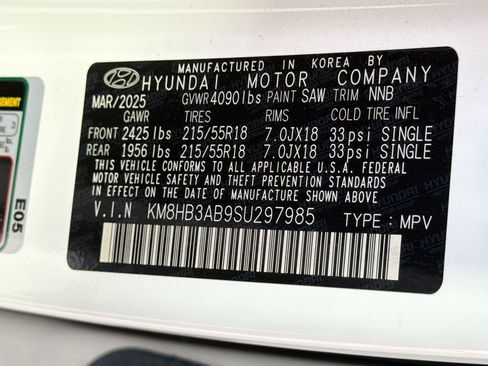 MANUFACTURED IN KOREA BY
HYUNDAI MOTOR COMPANY
MAR/2025 GVWR 4090lbs PAINT SAW TRIM NNB
GAWR TIRES RIMS COLD TIRE INFL
FRONT 2425 lbs 215/55R18 7.0JX18 33psi SINGLE
REAR 1956 lbs 215/55R18 7.0JX18 33psi SINGLE
THIS VEHICLE CONFORMS TO ALL APPLICABLE U.S.A. FEDERAL
MOTOR VEHICLE SAFETY AND THEFT PREVENTION STANDARDS
IN EFFECT ON THE DATE OF MANUFACTURE SHOWN ABOVE.
V.I.N KM8HB3AB9SU297985 TYPE : MPV
E05